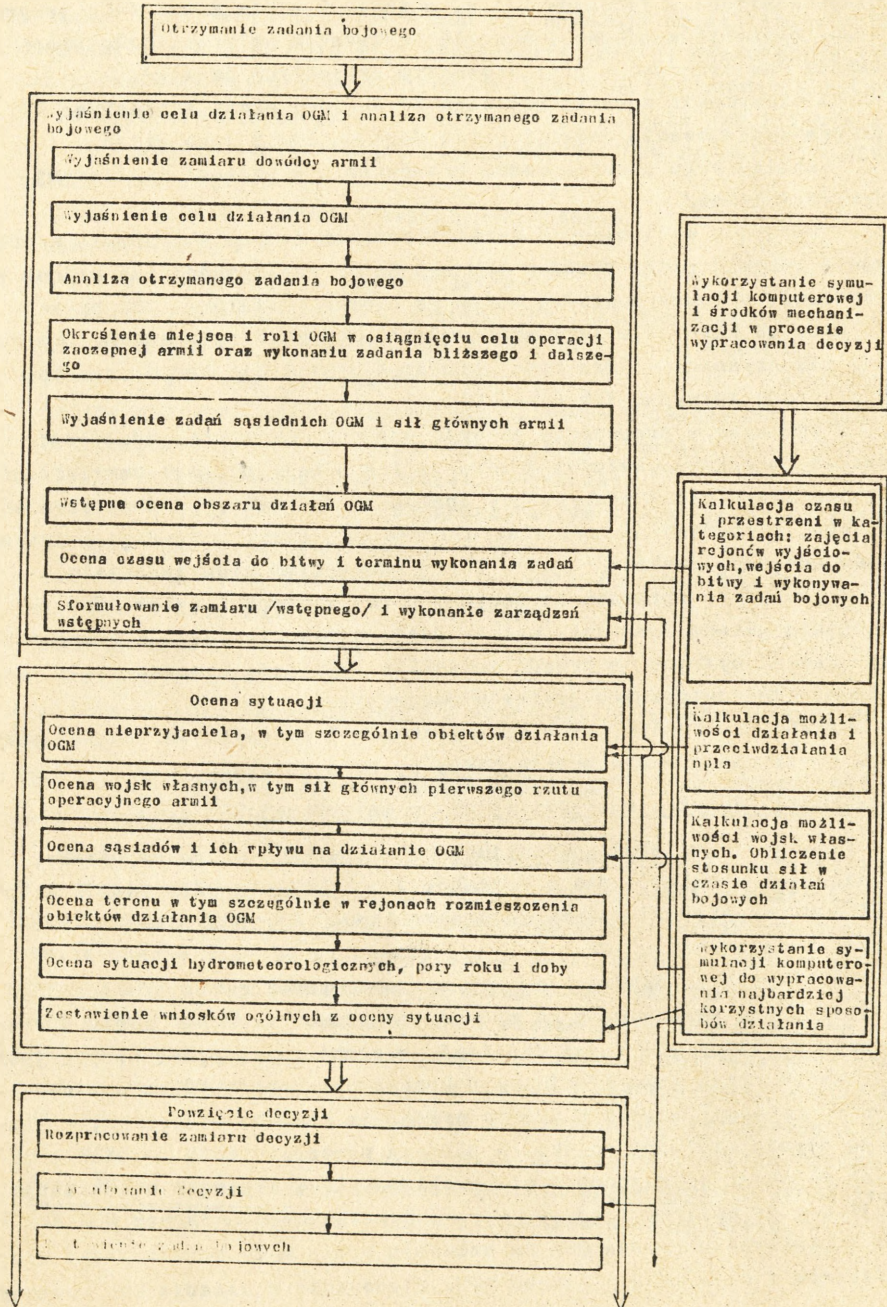 Otrzymanie zadania bojowego
Wyjaśnienie celu działania OGM i analiza otrzymanego zadania
bojowego
Wyjaśnienie zamiaru dowódcy armii
Wyjaśnienie celu działania OGM
Analiza otrzymanego zadania bojowego
Określenie miejsca i roli OGM w osiągnięciu celu operacji
zaczepnej armii oraz wykonaniu zadania bliższego i dalsze-
go
Wyjaśnienie zadań sąsiednich OGM i sił głównych armii
Wstępne ocena obszaru działań OGM
Ocena czasu wejścia do bitwy i terminu wykonania zadań
Sformułowanie zamiaru /wstępnego/ i wykonanie zarządzeń
wstępnych
Ocena sytuacji
Ocena nieprzyjaciela, w tym szczególnie obiektów działania
OGM
Ocena wojsk własnych,w tym sił głównych pierwszego rzutu
operacyjnego armii
Ocena sąsiadów i ich wpływu na działanie OGM
Ocena terenu w tym szczególnie w rejonach rozmieszczenia
obiektów działania OGM
Ocena sytuacji hydrometeorologicznych, pory roku i doby
Zestawienie wniosków ogólnych z oceny sytuacji
Powzięcie decyzji
Rozpracowanie zamiaru decyzji
decyzji
bojowych
Wykorzystanie symu-
lacji komputerowej
i środków mechani-
zacji w procesie
wypracowania decyzji
Kalkulacja czasu
i przestrzeni w ka-
tegoriach: zajęcia
rejonów wyjścio-
wych,wejścia do
bitwy i wykonywa-
nia zadań bojowych
Kalkulacja możli-
wości działania i
przeciwdzialania
npla
Kalkulacja możli-
wości wojsk włas-
nych. Obliczenie
stosunku sił w
czasie działań
bojowych
Wykorzystanie sy-
mulacji komputero-
wej do wypracowa-
nia najbardziej
korzystnych sposo-
bów działania